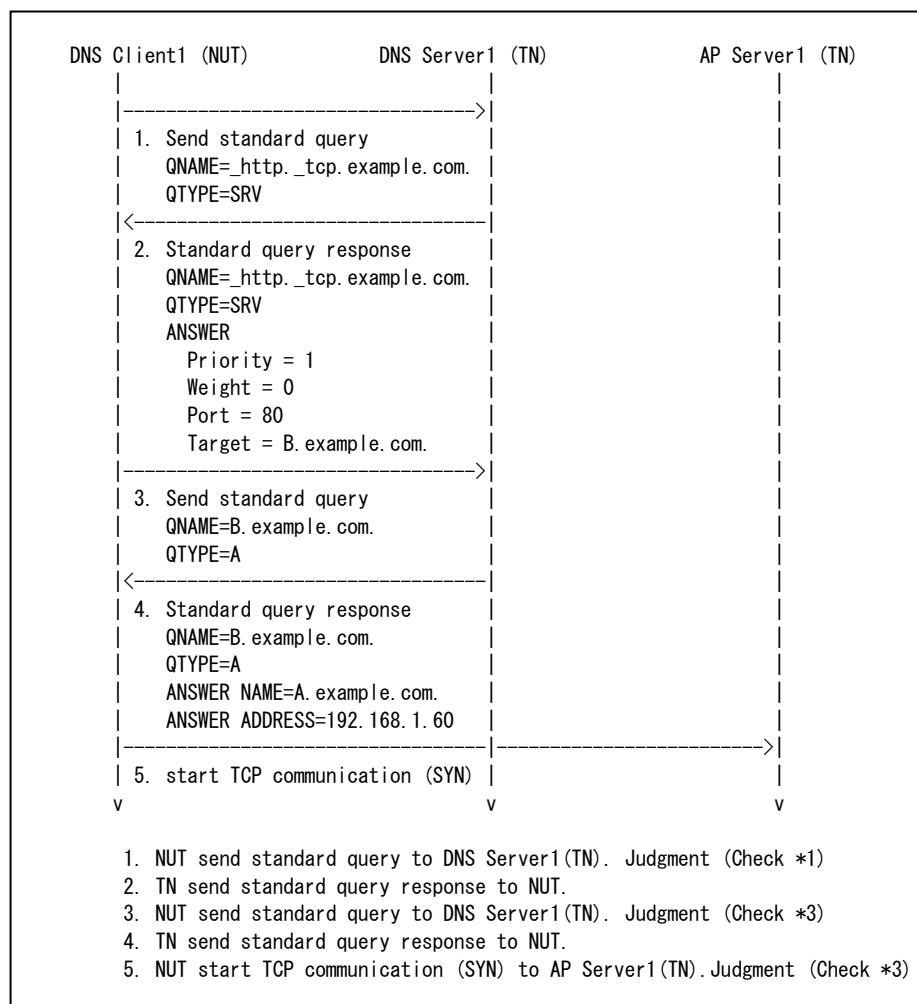 DNS Client1 (NUT) DNS Server1 (TN) AP Server1 (TN)
1. Send standard query
QNAME=_http._tcp.example.com.
QTYPE=SRV
2. Standard query response
QNAME=_http._tcp.example.com.
QTYPE=SRV
ANSWER
Priority = 1
Weight = 0
Port = 80
Target = B.example.com.
3. Send standard query
QNAME=B.example.com.
QTYPE=A
4. Standard query response
QNAME=B.example.com.
QTYPE=A
ANSWER NAME=A.example.com.
ANSWER ADDRESS=192.168.1.60
5. start TCP communication (SYN)
v v v
1. NUT send standard query to DNS Server1(TN). Judgment (Check *1)
2. TN send standard query response to NUT.
3. NUT send standard query to DNS Server1(TN). Judgment (Check *3)
4. TN send standard query response to NUT.
5. NUT start TCP communication (SYN) to AP Server1(TN).Judgment (Check *3)